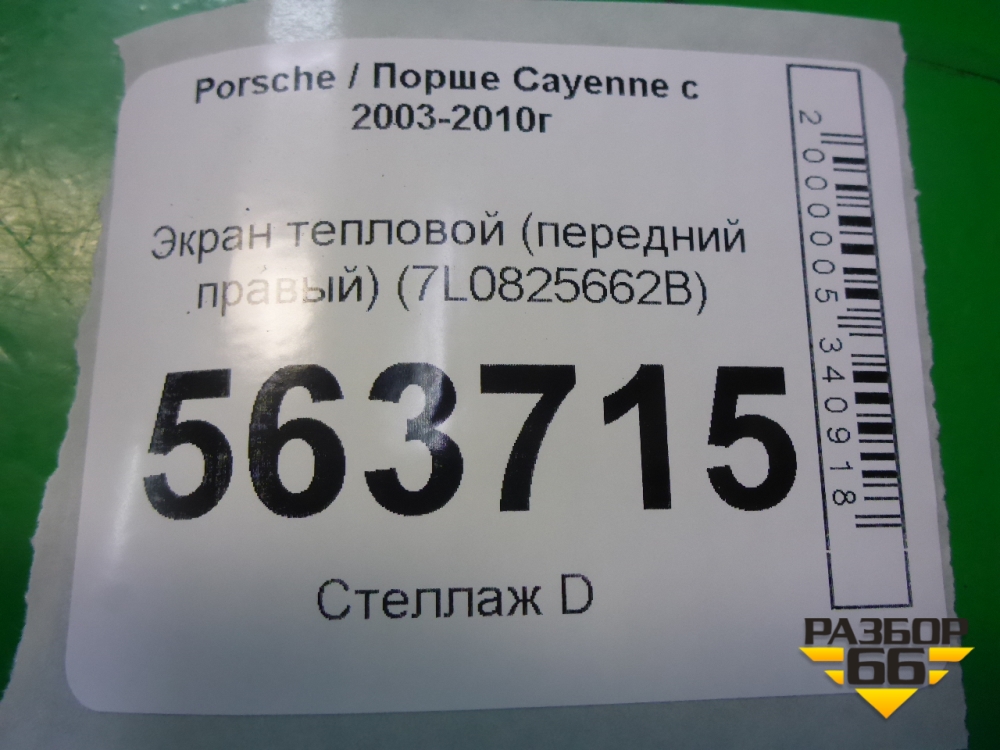 Porsche / Порше Cayenne с
2003-2010г
Экран тепловой (передний
правый) (7L0825662B)
563715
Стеллаж D
2000005340918
РАЗБОР
66